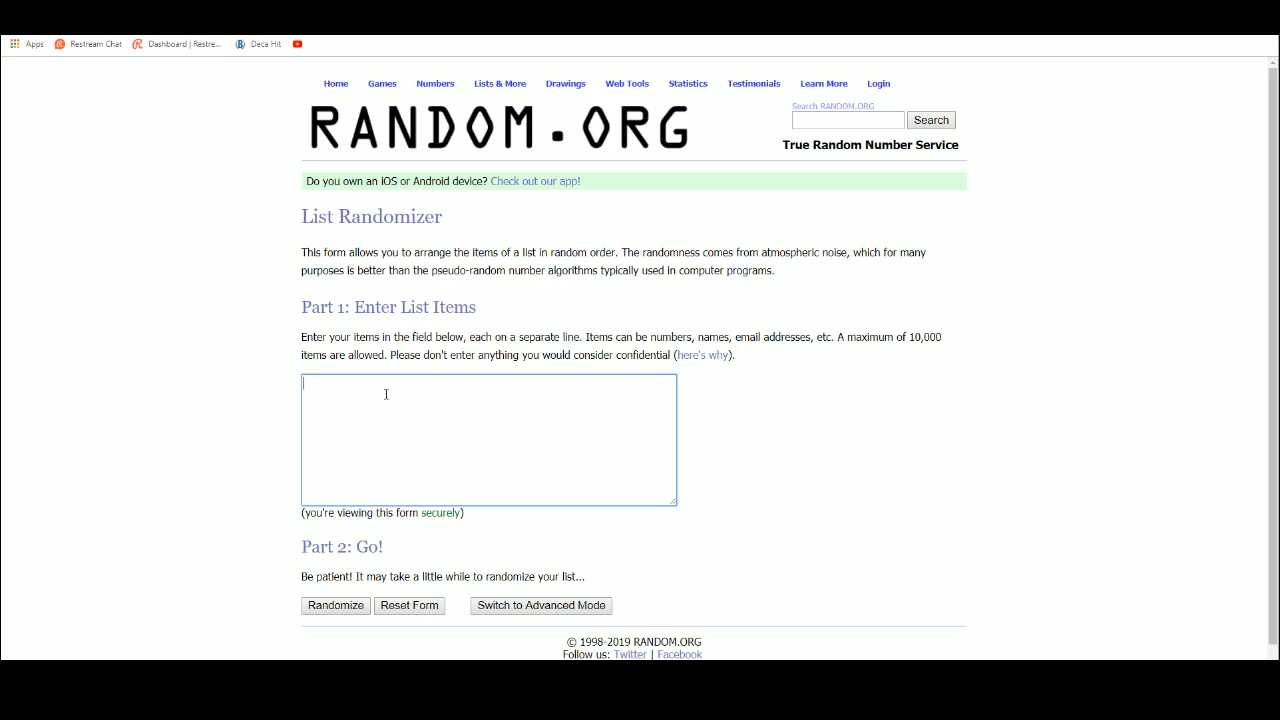 Apps Restream Chat Dashboard | Restre... Deca Hit
Home Games Numbers Lists & More Drawings Web Tools Statistics Testimonials Learn More Login
RANDOM.ORG
Search RANDOM.ORG
Search
True Random Number Service
Do you own an iOS or Android device? Check out our app!
List Randomizer
This form allows you to arrange the items of a list in random order. The randomness comes from atmospheric noise, which for many
purposes is better than the pseudo-random number algorithms typically used in computer programs.
Part 1: Enter List Items
Enter your items in the field below, each on a separate line. Items can be numbers, names, email addresses, etc. A maximum of 10,000
items are allowed. Please don't enter anything you would consider confidential (here's why).
(you're viewing this form securely)
Part 2: Go!
Be patient! It may take a little while to randomize your list...
Randomize Reset Form Switch to Advanced Mode
© 1998-2019 RANDOM.ORG
Follow us: Twitter | Facebook